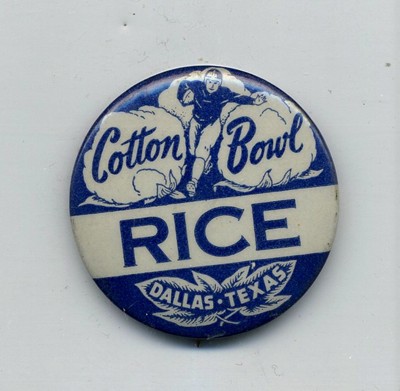 Cotton Bowl
RICE
DALLAS · TEXAS